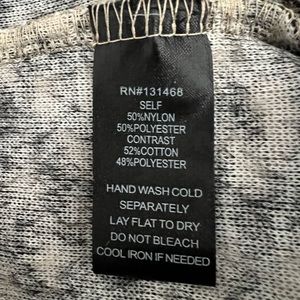 RN#131468
SELF
50%NYLON
50%POLYESTER
CONTRAST
52%COTTON
48%POLYESTER
HAND WASH COLD
SEPARATELY
LAY FLAT TO DRY
DO NOT BLEACH
COOL IRON IF NEEDED